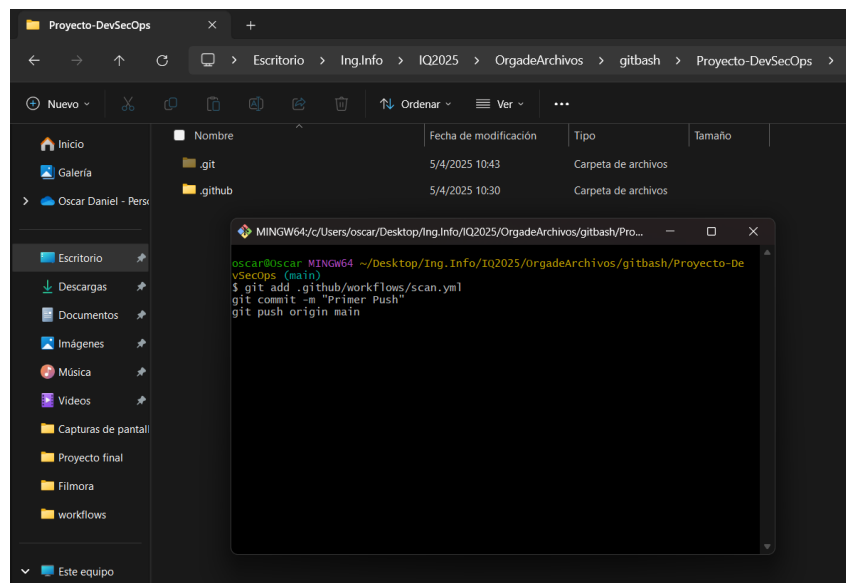 Proyecto-DevSecOps
Escritorio > Ing.Info > IQ2025 > OrgadeArchivos > gitbash > Proyecto-DevSecOps >
Nuevo
Ordenar
Ver
Nombre
Fecha de modificación
Tipo
Tamaño
Inicio
Galería
Oscar Daniel - Perso
Escritorio
Descargas
Documentos
Imágenes
Música
Videos
Capturas de pantall
Proyecto final
Filmora
workflows
Este equipo
.git 5/4/2025 10:43 Carpeta de archivos
.github 5/4/2025 10:30 Carpeta de archivos
MINGW64:/c/Users/oscar/Desktop/Ing.Info/IQ2025/OrgadeArchivos/gitbash/Pro...
oscar@Oscar MINGW64 ~/Desktop/Ing.Info/IQ2025/OrgadeArchivos/gitbash/Proyecto-De
vSecOps (main)
$ git add .github/workflows/scan.yml
git commit -m "Primer Push"
git push origin main